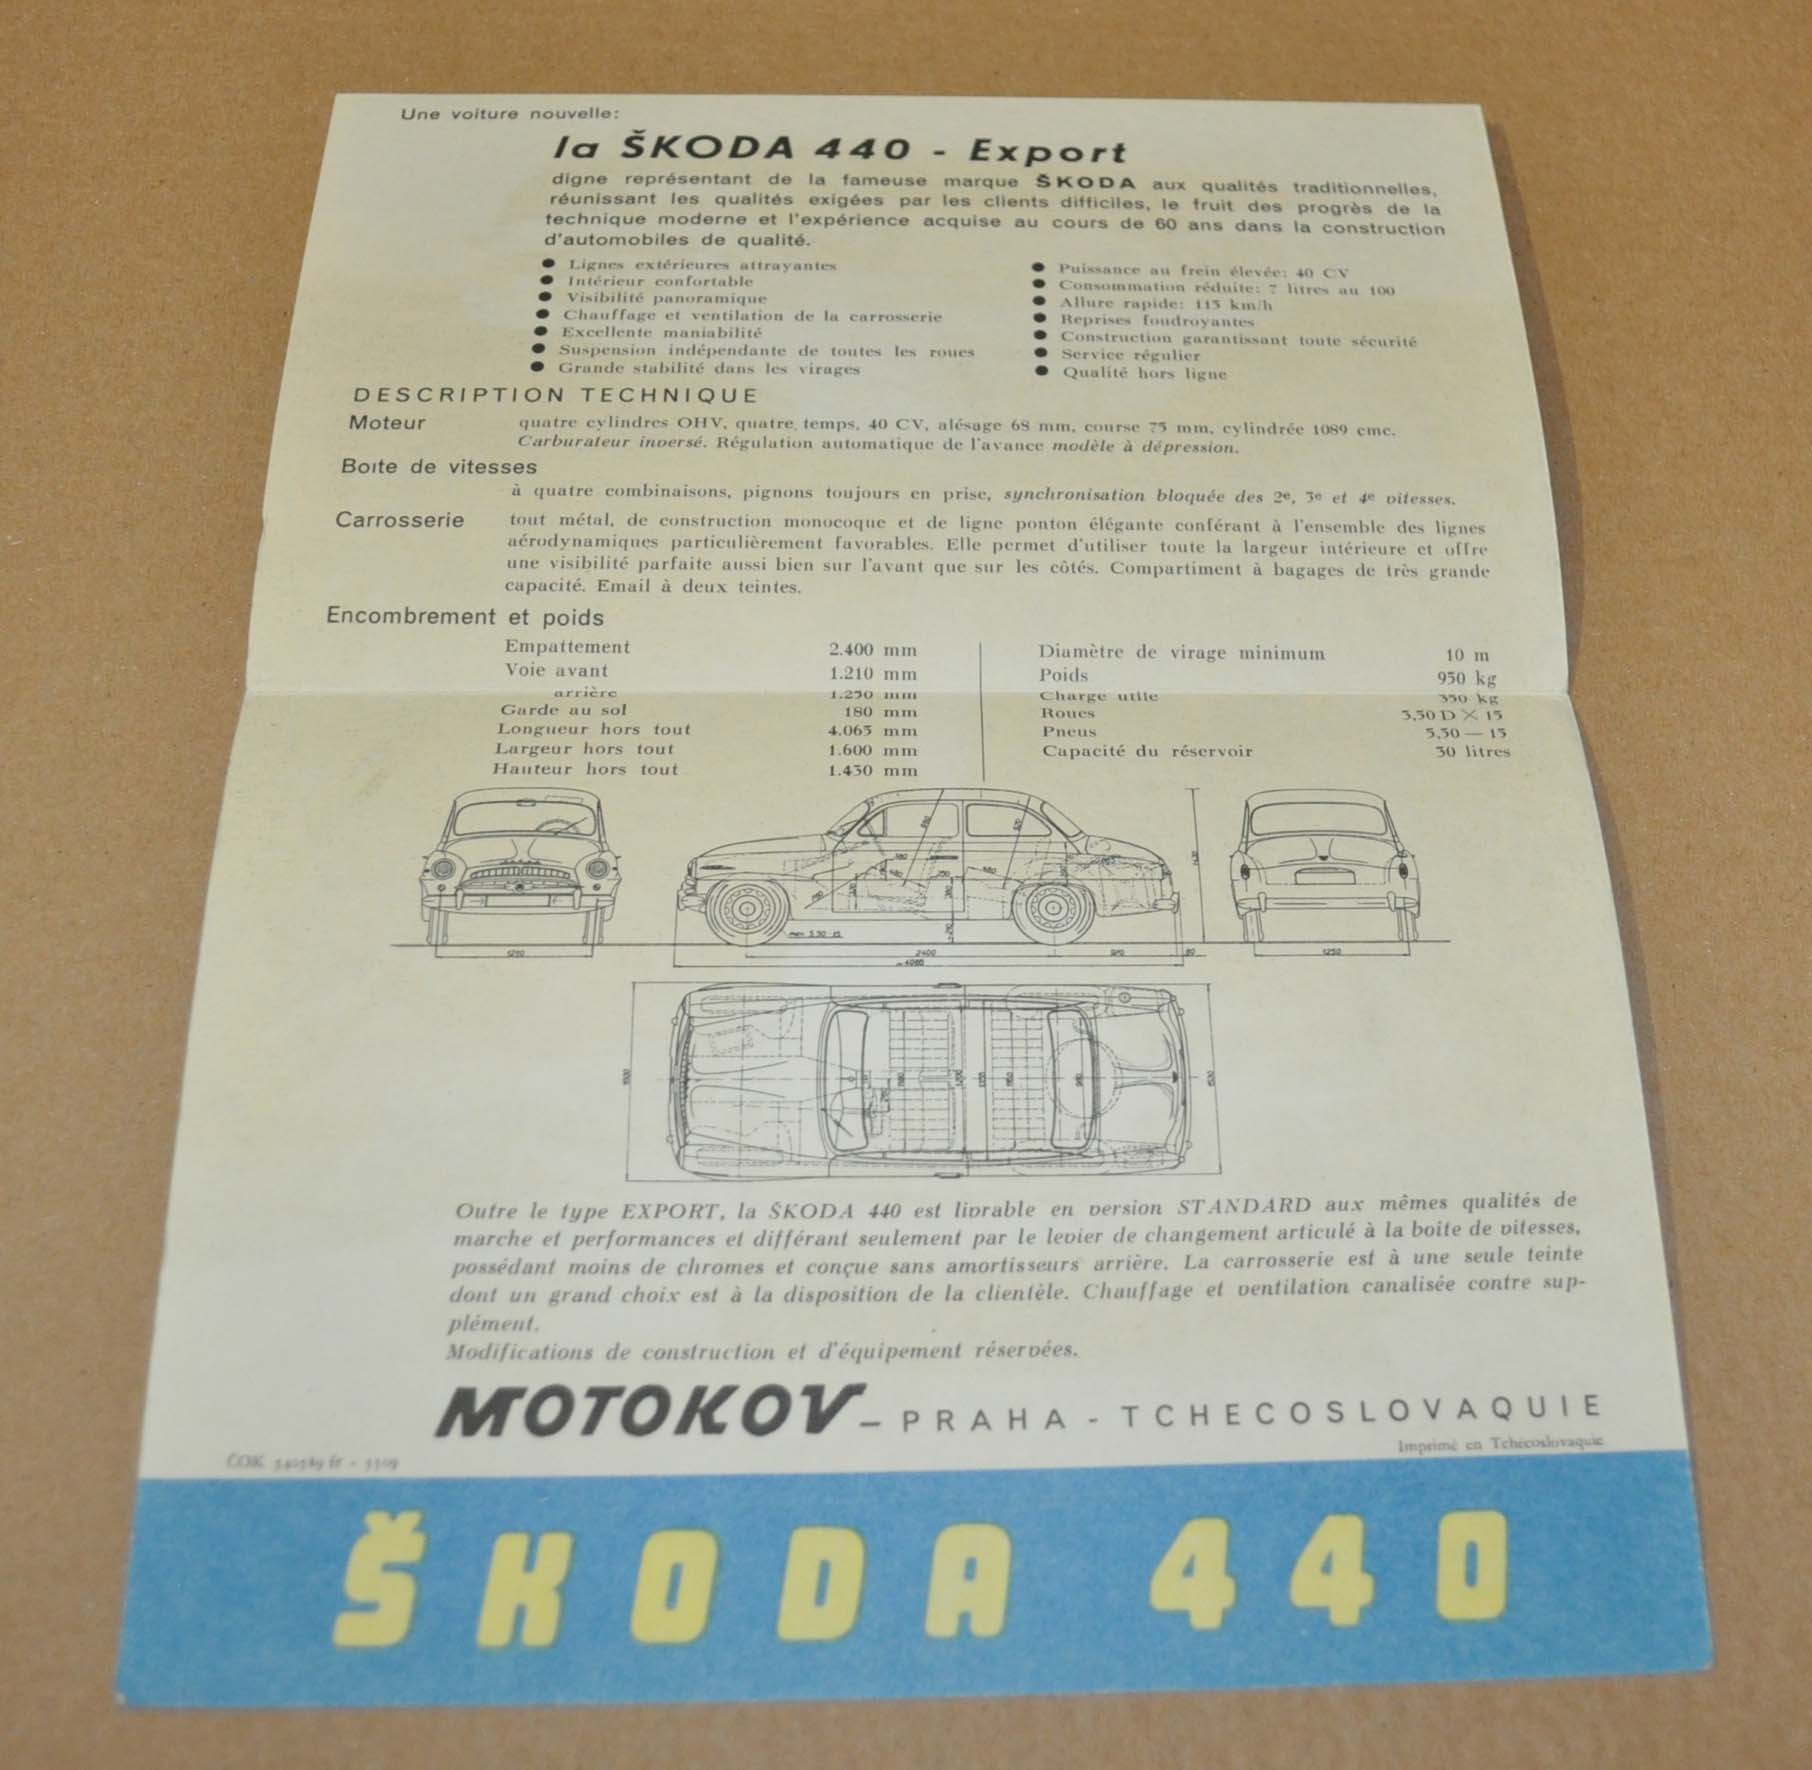 Une voiture nouvelle:
la ŠKODA 440 - Export
digne représentant de la fameuse marque ŠKODA aux qualités traditionnelles,
réunissant les qualités exigées par les clients difficiles, le fruit des progrès de la
technique moderne et l'expérience acquise au cours de 60 ans dans la construction
d'automobiles de qualité.
● Lignes extérieures attrayantes
● Intérieur confortable
● Visibilité panoramique
● Chauffage et ventilation de la carrosserie
● Excellente maniabilité
● Suspension indépendante de toutes les roues
● Grande stabilité dans les virages
● Puissance au frein élevée: 40 CV
● Consommation réduite: 7 litres au 100
● Allure rapide: 115 km/h
● Reprises foudroyantes
● Construction garantissant toute sécurité
● Service régulier
● Qualité hors ligne
DESCRIPTION TECHNIQUE
Moteur quatre cylindres OHV, quatre temps, 40 CV, alésage 68 mm, course 75 mm, cylindrée 1089 cmc.
Carburateur inversé. Régulation automatique de l'avance modèle à dépression.
Boite de vitesses
à quatre combinaisons, pignons toujours en prise, synchronisation bloquée des 2e, 3e et 4e vitesses.
Carrosserie tout métal, de construction monocoque et de ligne ponton élégante conférant à l'ensemble des lignes
aérodynamiques particulièrement favorables. Elle permet d'utiliser toute la largeur intérieure et offre
une visibilité parfaite aussi bien sur l'avant que sur les côtés. Compartiment à bagages de très grande
capacité. Email à deux teintes.
Encombrement et poids
Empattement 2.400 mm
Voie avant 1.210 mm
arrière 1.250 mm
Garde au sol 180 mm
Longueur hors tout 4.065 mm
Largeur hors tout 1.600 mm
Hauteur hors tout 1.430 mm
Diamètre de virage minimum 10 m
Poids 950 kg
Charge utile 350 kg
Roues 3,50 D × 15
Pneus 5,50 — 15
Capacité du réservoir 30 litres
1210
2400
4065
1250
Outre le type EXPORT, la ŠKODA 440 est livrable en version STANDARD aux mêmes qualités de
marche et performances et différant seulement par le levier de changement articulé à la boite de vitesses,
possédant moins de chromes et conçue sans amortisseurs arrière. La carrosserie est à une seule teinte
dont un grand choix est à la disposition de la clientèle. Chauffage et ventilation canalisée contre sup-
plément.
Modifications de construction et d'équipement réservées.
MOTOKOV – PRAHA - TCHECOSLOVAQUIE
Imprimé en Tchécoslovaquie
ŠKODA 440